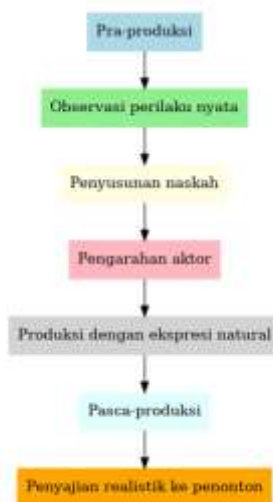 Pra-produksi
Observasi perilaku nyata
Penyusunan naskah
Pengarahan aktor
Produksi dengan ekspresi natural
Pasca-produksi
Penyajian realistik ke penonton